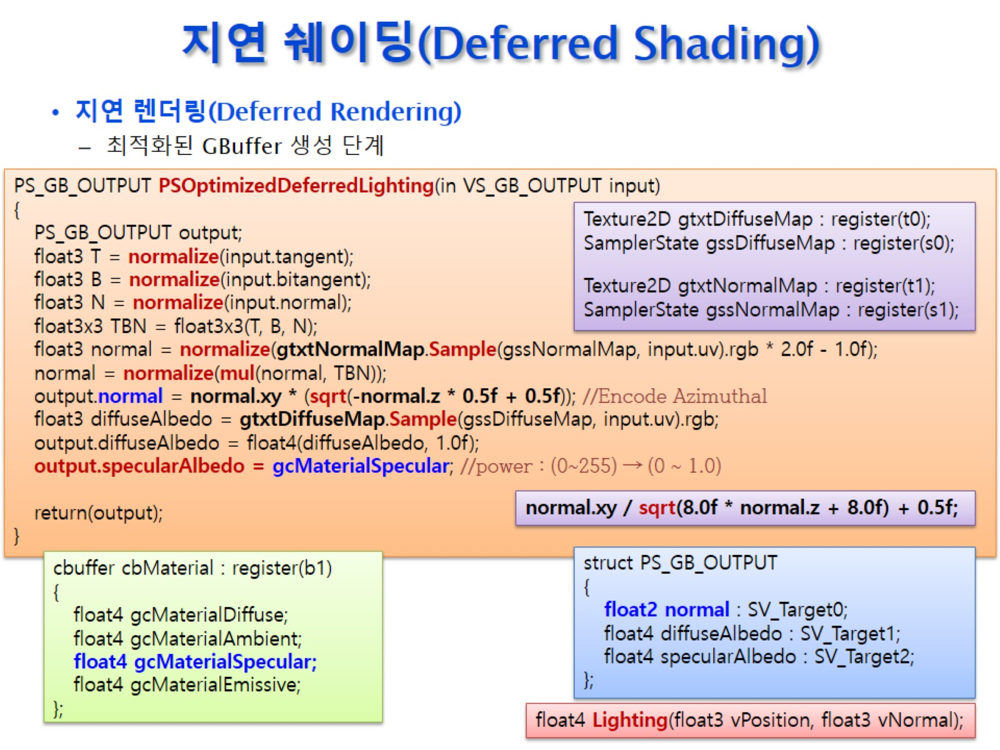 지연 쉐이딩(Deferred Shading)
• 지연 렌더링(Deferred Rendering)
– 최적화된 GBuffer 생성 단계
PS_GB_OUTPUT PSOptimizedDeferredLighting(in VS_GB_OUTPUT input)
{
PS_GB_OUTPUT output;
float3 T = normalize(input.tangent);
float3 B = normalize(input.bitangent);
float3 N = normalize(input.normal);
float3x3 TBN = float3x3(T, B, N);
float3 normal = normalize(gtxtNormalMap.Sample(gssNormalMap, input.uv).rgb * 2.0f - 1.0f);
normal = normalize(mul(normal, TBN));
output.normal = normal.xy * (sqrt(-normal.z * 0.5f + 0.5f)); //Encode Azimuthal
float3 diffuseAlbedo = gtxtDiffuseMap.Sample(gssDiffuseMap, input.uv).rgb;
output.diffuseAlbedo = float4(diffuseAlbedo, 1.0f);
output.specularAlbedo = gcMaterialSpecular; //power : (0~255) → (0 ~ 1.0)
return(output);
}
Texture2D gtxtDiffuseMap : register(t0);
SamplerState gssDiffuseMap : register(s0);
Texture2D gtxtNormalMap : register(t1);
SamplerState gssNormalMap : register(s1);
normal.xy / sqrt(8.0f * normal.z + 8.0f) + 0.5f;
cbuffer cbMaterial : register(b1)
{
float4 gcMaterialDiffuse;
float4 gcMaterialAmbient;
float4 gcMaterialSpecular;
float4 gcMaterialEmissive;
};
struct PS_GB_OUTPUT
{
float2 normal : SV_Target0;
float4 diffuseAlbedo : SV_Target1;
float4 specularAlbedo : SV_Target2;
};
float4 Lighting(float3 vPosition, float3 vNormal);